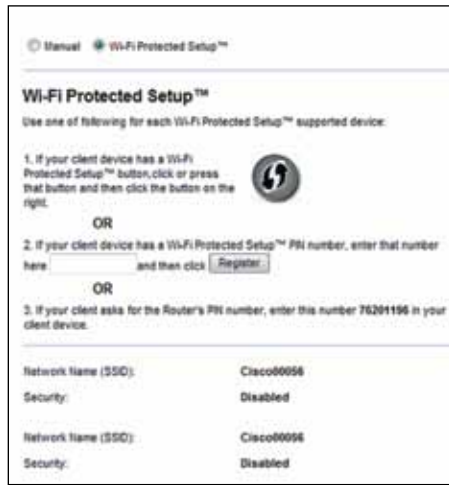 Manual Wi-Fi Protected Setup™
Wi-Fi Protected Setup™
Use one of following for each Wi-Fi Protected Setup™ supported device:
1. If your client device has a Wi-Fi
Protected Setup™ button,click or press
that button and then click the button on the
right.
OR
2. If your client device has a Wi-Fi Protected Setup™ PIN number, enter that number
here and then click Register
OR
3. If your client asks for the Router's PIN number, enter this number 76201196 in your
client device.
Network Name (SSID): Cisco00056
Security: Disabled
Network Name (SSID): Cisco00056
Security: Disabled